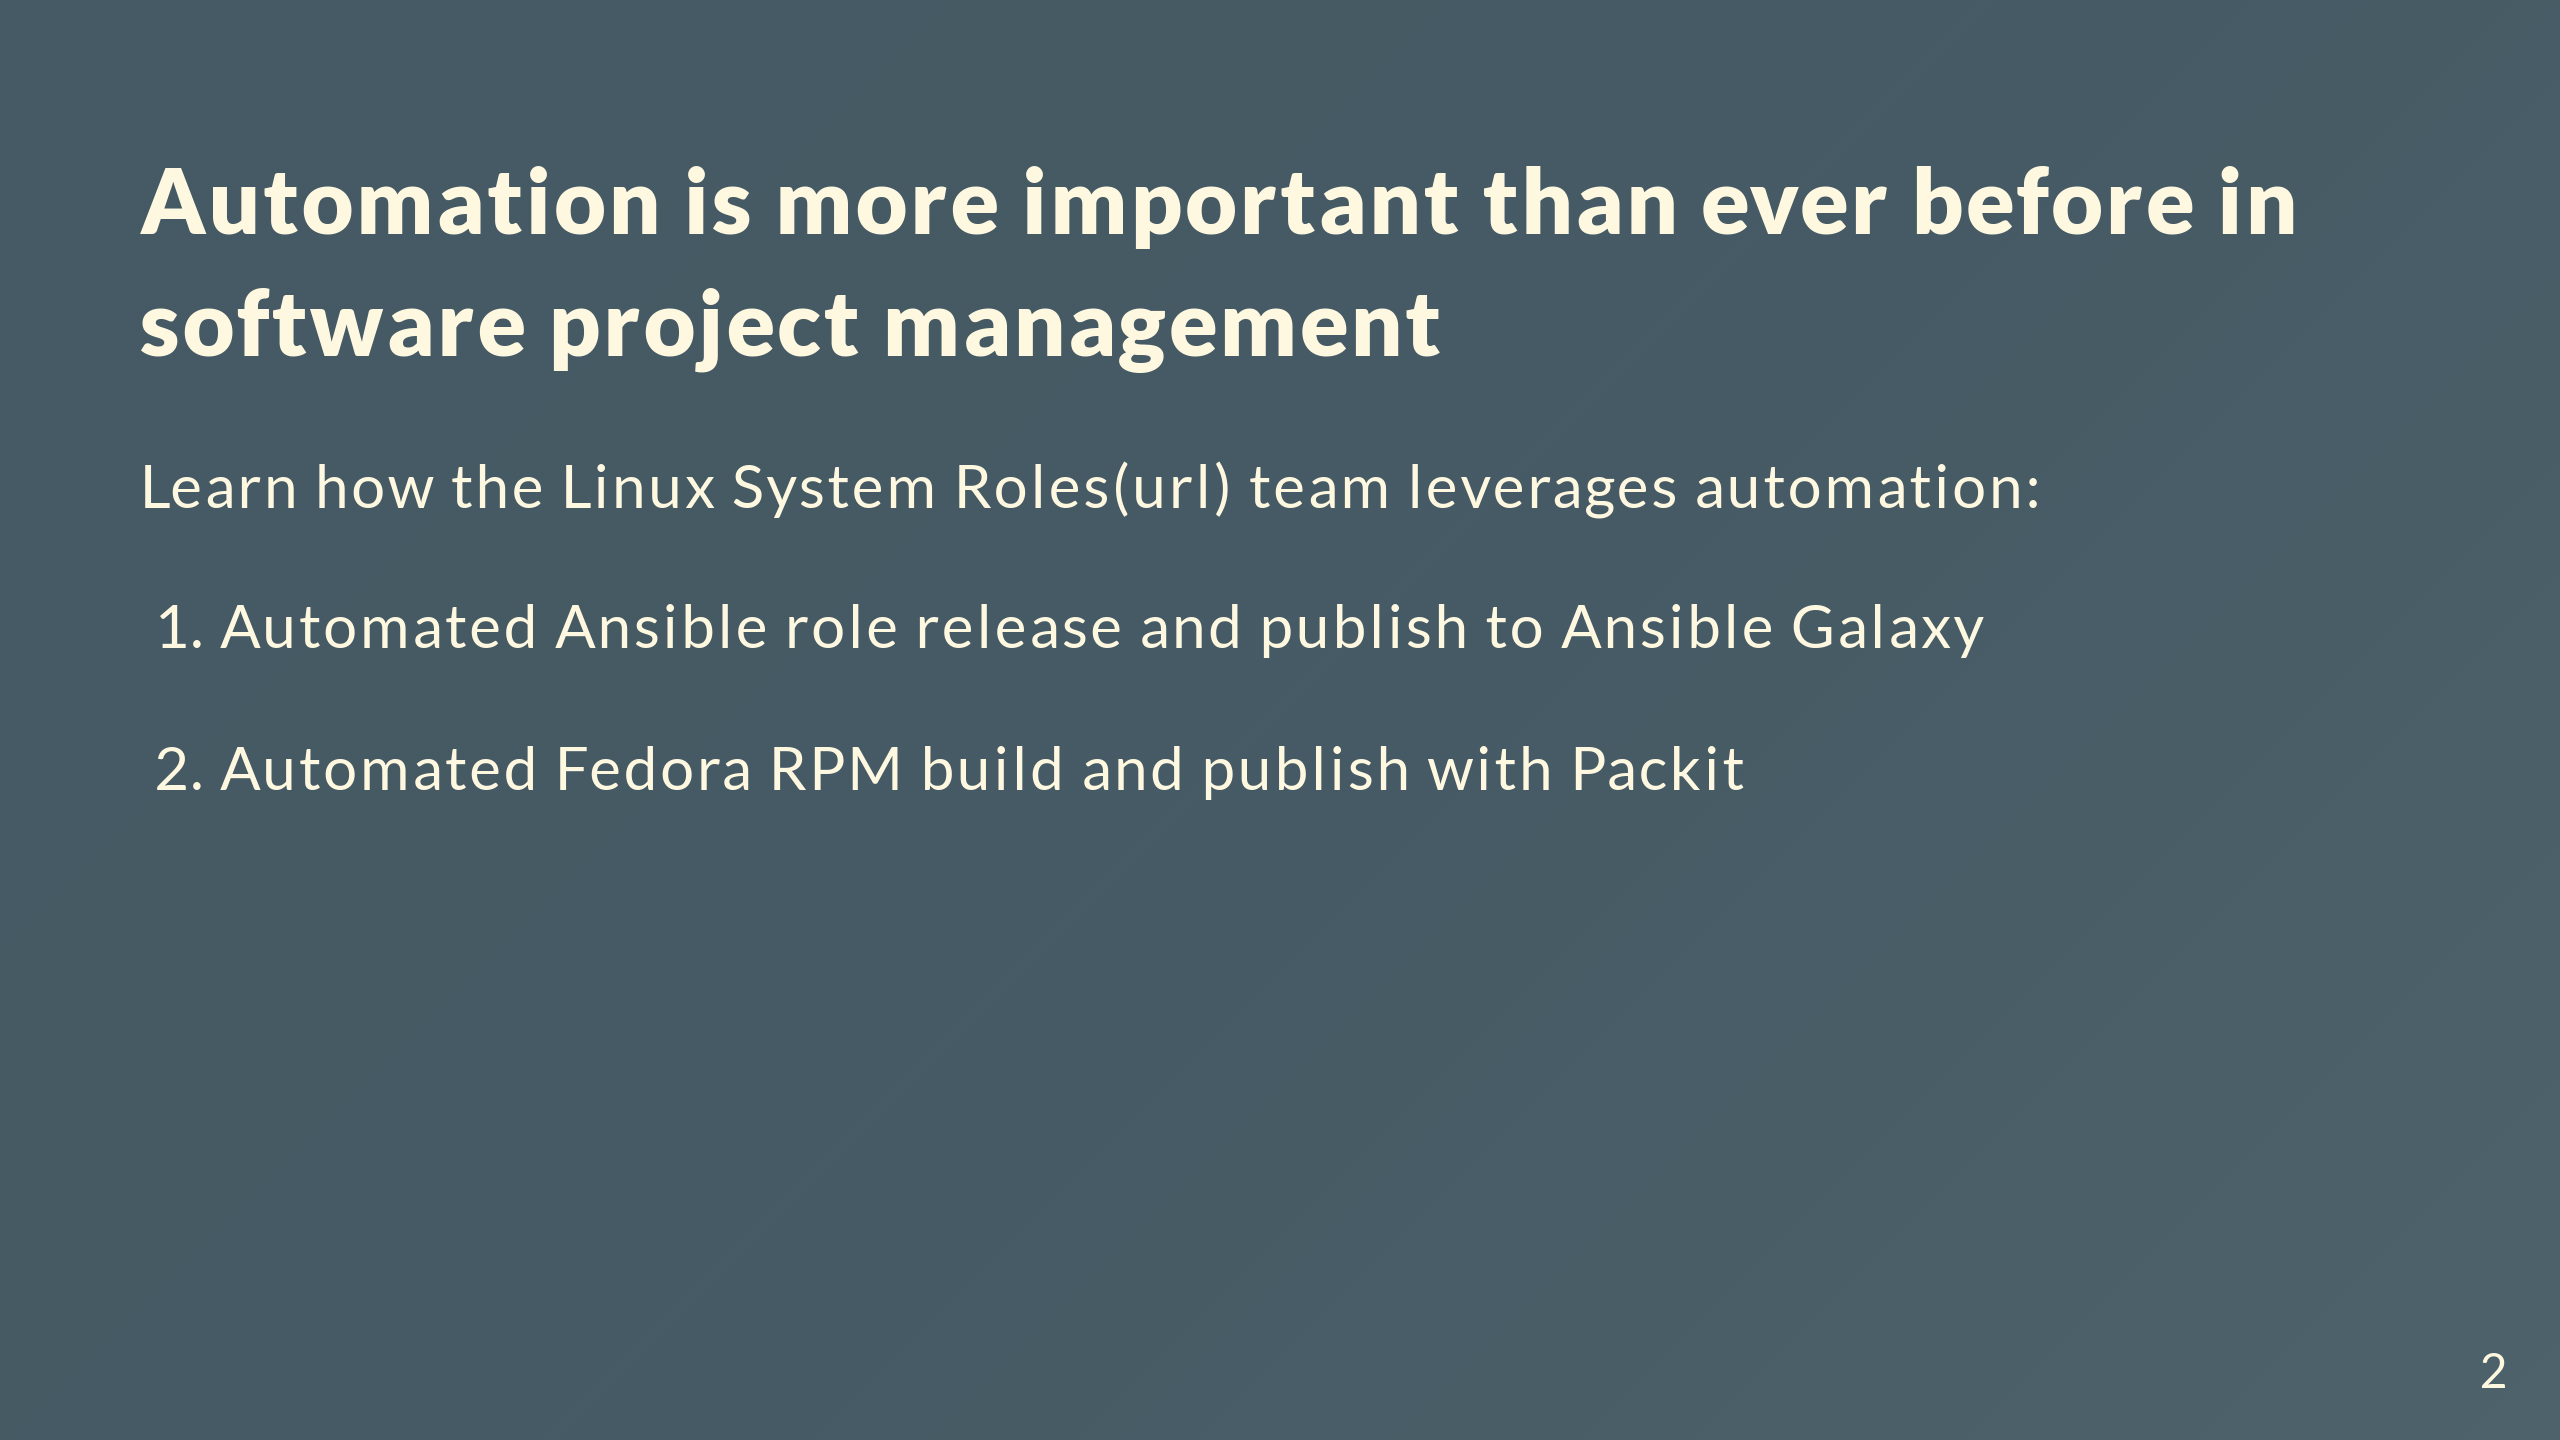 Automation is more important than ever before in
software project management
Learn how the Linux System Roles(url) team leverages automation:
1. Automated Ansible role release and publish to Ansible Galaxy
2. Automated Fedora RPM build and publish with Packit
2